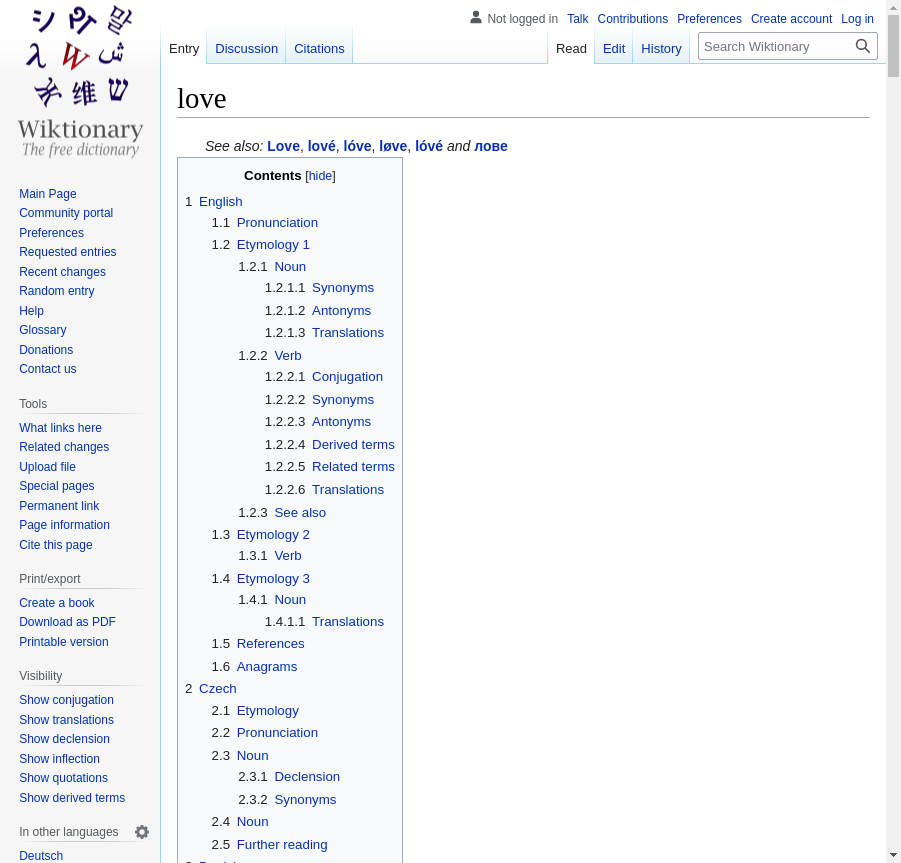 Not logged in Talk Contributions Preferences Create account Log in
Entry Discussion Citations Read Edit History Search Wiktionary
Wiktionary
The free dictionary
Main Page
Community portal
Preferences
Requested entries
Recent changes
Random entry
Help
Glossary
Donations
Contact us
Tools
What links here
Related changes
Upload file
Special pages
Permanent link
Page information
Cite this page
Print/export
Create a book
Download as PDF
Printable version
Visibility
Show conjugation
Show translations
Show declension
Show inflection
Show quotations
Show derived terms
In other languages
Deutsch
love
See also: Love, lové, lóve, løve, lóvé and лове
Contents [hide]
1 English
1.1 Pronunciation
1.2 Etymology 1
1.2.1 Noun
1.2.1.1 Synonyms
1.2.1.2 Antonyms
1.2.1.3 Translations
1.2.2 Verb
1.2.2.1 Conjugation
1.2.2.2 Synonyms
1.2.2.3 Antonyms
1.2.2.4 Derived terms
1.2.2.5 Related terms
1.2.2.6 Translations
1.2.3 See also
1.3 Etymology 2
1.3.1 Verb
1.4 Etymology 3
1.4.1 Noun
1.4.1.1 Translations
1.5 References
1.6 Anagrams
2 Czech
2.1 Etymology
2.2 Pronunciation
2.3 Noun
2.3.1 Declension
2.3.2 Synonyms
2.4 Noun
2.5 Further reading